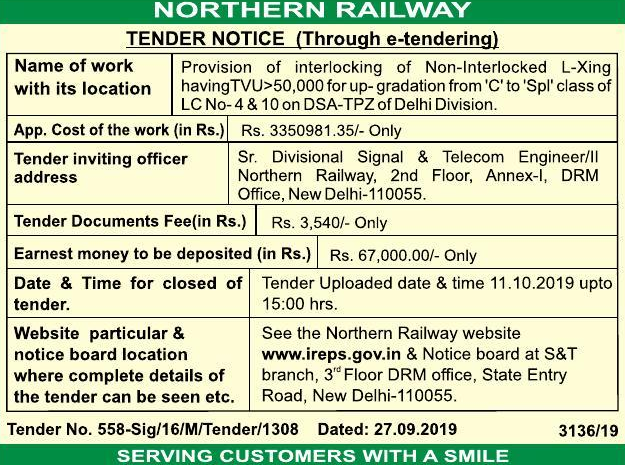 NORTHERN RAILWAY
TENDER NOTICE (Through e-tendering)
Name of work
with its location
Provision of interlocking of Non-Interlocked L-Xing
havingTVU>50,000 for up- gradation from 'C' to 'Spl' class of
LC No- 4 & 10 on DSA-TPZ of Delhi Division.
App. Cost of the work (in Rs.)
Rs. 3350981.35/- Only
Tender inviting officer
address
Sr. Divisional Signal & Telecom Engineer/II
Northern Railway, 2nd Floor, Annex-I, DRM
Office, New Delhi-110055.
Tender Documents Fee(in Rs.)
Rs. 3,540/- Only
Earnest money to be deposited (in Rs.)
Rs. 67,000.00/- Only
Date & Time for closed of
tender.
Tender Uploaded date & time 11.10.2019 upto
15:00 hrs.
Website particular &
notice board location
where complete details of
the tender can be seen etc.
See the Northern Railway website
www.ireps.gov.in & Notice board at S&T
branch, 3rd Floor DRM office, State Entry
Road, New Delhi-110055.
Tender No. 558-Sig/16/M/Tender/1308 Dated: 27.09.2019 3136/19
SERVING CUSTOMERS WITH A SMILE